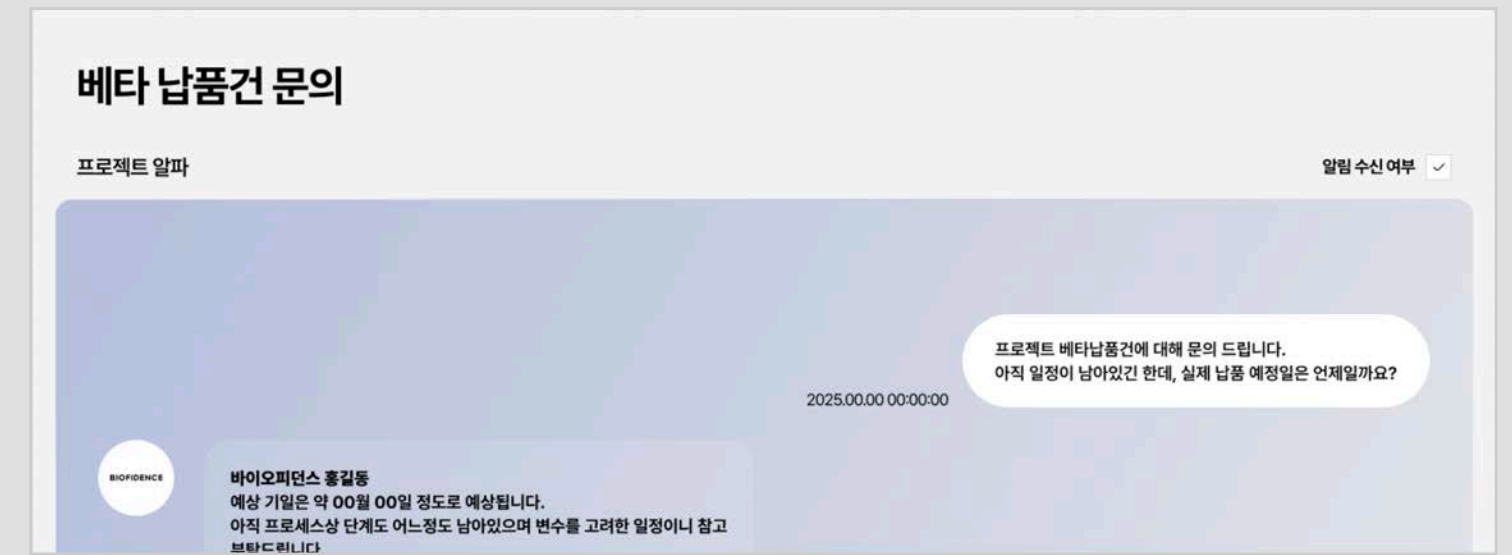 베타 납품건 문의
프로젝트 알파
알림 수신 여부
프로젝트 베타납품건에 대해 문의 드립니다.
아직 일정이 남아있긴 한데, 실제 납품 예정일은 언제일까요?
2025.00.00 00:00:00
BIOFIDENCE
바이오피던스 홍길동
예상 기일은 약 00월 00일 정도로 예상됩니다.
아직 프로세스상 단계도 어느정도 남아있으며 변수를 고려한 일정이니 참고
부탁드립니다